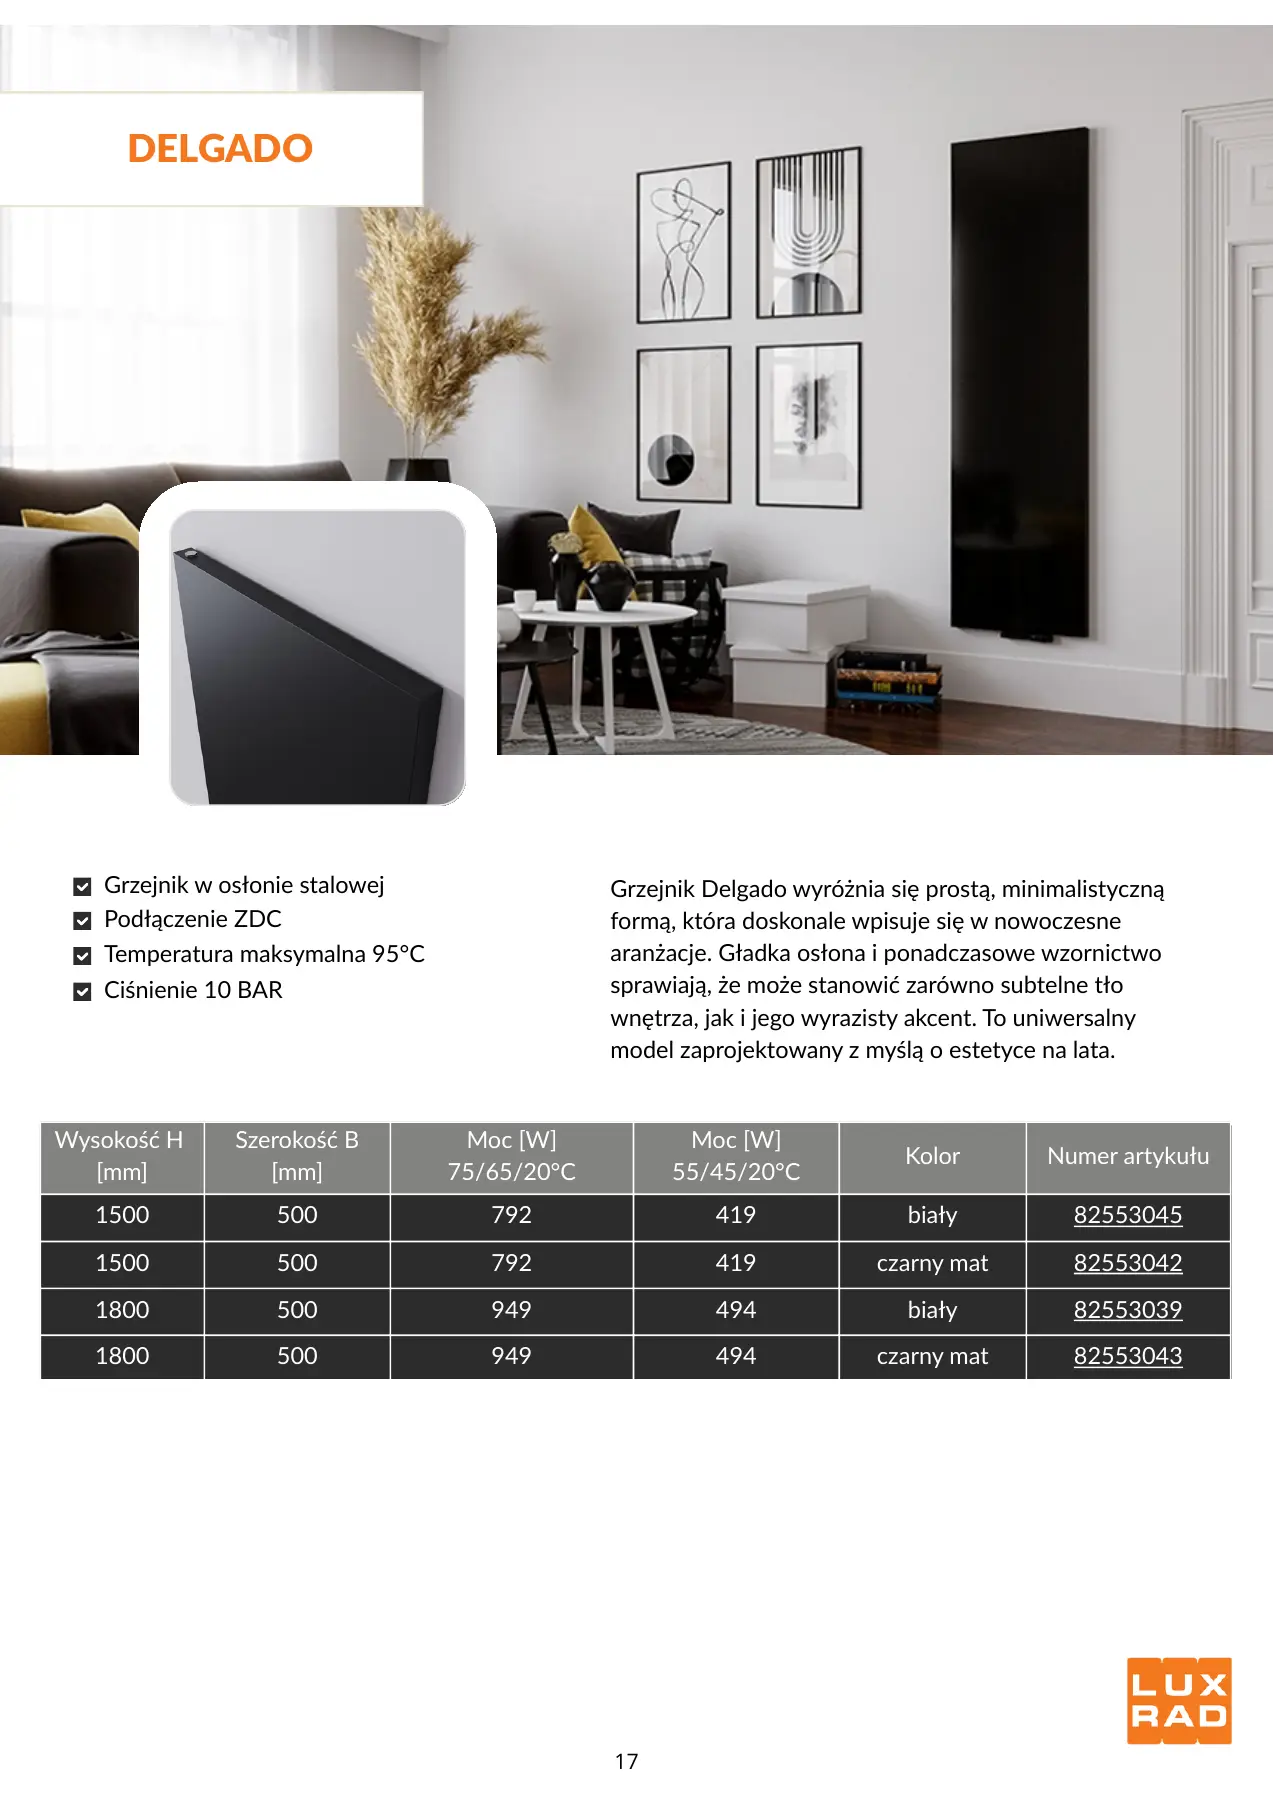 DELGADO
Grzejnik w osłonie stalowej
Podłączenie ZDC
Temperatura maksymalna 95°C
Ciśnienie 10 BAR
Grzejnik Delgado wyróżnia się prostą, minimalistyczną
formą, która doskonale wpisuje się w nowoczesne
aranżacje. Gładka osłona i ponadczasowe wzornictwo
sprawiają, że może stanowić zarówno subtelne tło
wnętrza, jak i jego wyrazisty akcent. To uniwersalny
model zaprojektowany z myślą o estetyce na lata.
Wysokość H [mm] Szerokość B [mm] Moc [W] 75/65/20°C Moc [W] 55/45/20°C Kolor Numer artykułu
1500 500 792 419 biały 82553045
1500 500 792 419 czarny mat 82553042
1800 500 949 494 biały 82553039
1800 500 949 494 czarny mat 82553043
LUX
RAD
17